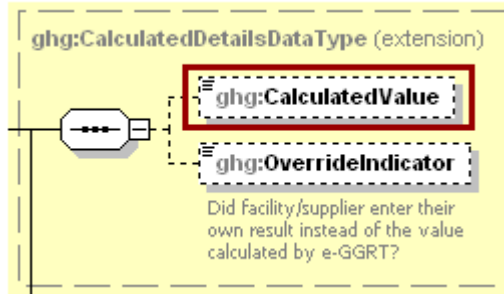 ghg:CalculatedDetailsDataType (extension)
ghg:CalculatedValue
ghg:OverrideIndicator
Did facility/supplier enter their
own result instead of the value
calculated by e-GGRT?